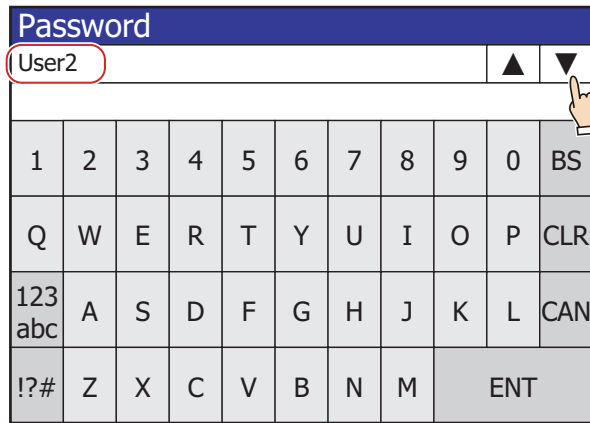 Password
User2 ▲ ▼
1 2 3 4 5 6 7 8 9 0 BS
Q W E R T Y U I O P CLR
123
abc A S D F G H J K L CAN
!?# Z X C V B N M ENT